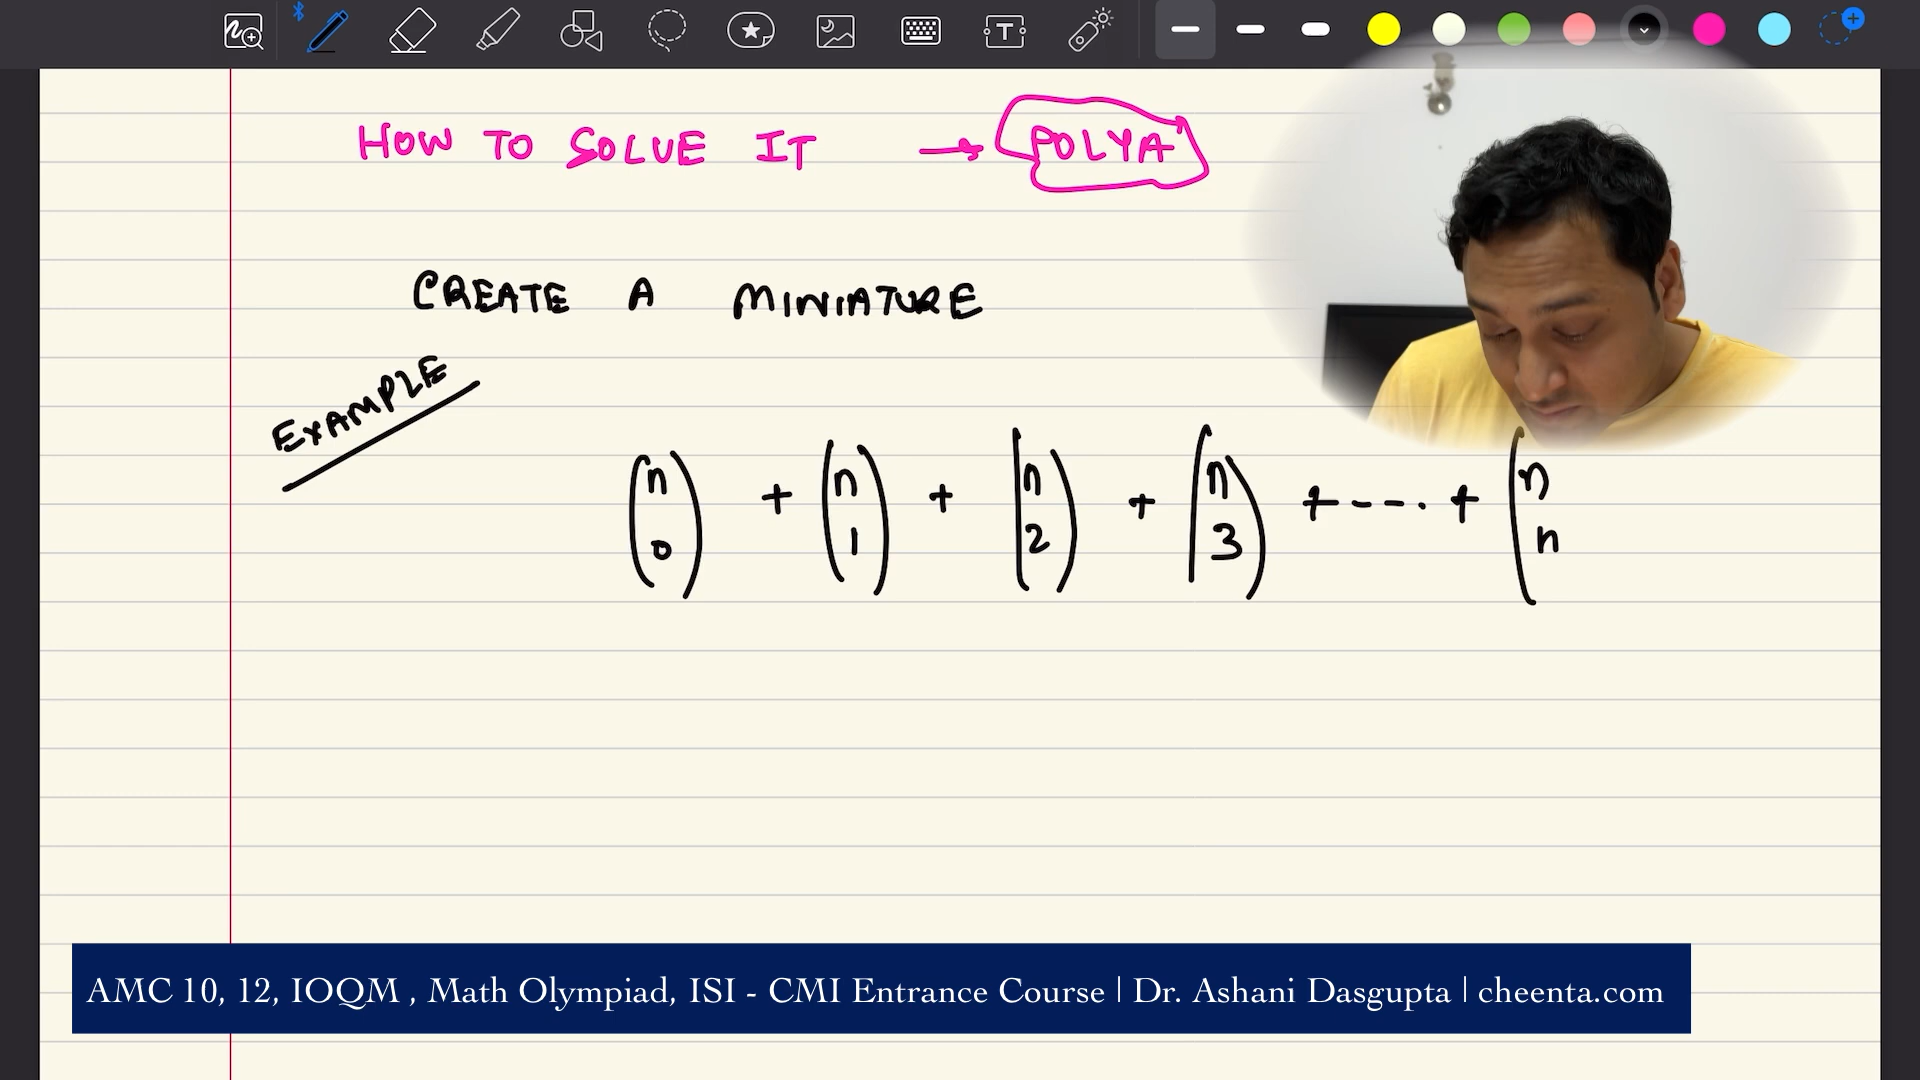 HOW TO SOLVE IT → POLYA
CREATE A MINIATURE
EXAMPLE
(n 0) + (n 1) + (n 2) + (n 3) + ---. + (n n
AMC 10, 12, IOQM , Math Olympiad, ISI - CMI Entrance Course | Dr. Ashani Dasgupta | cheenta.com